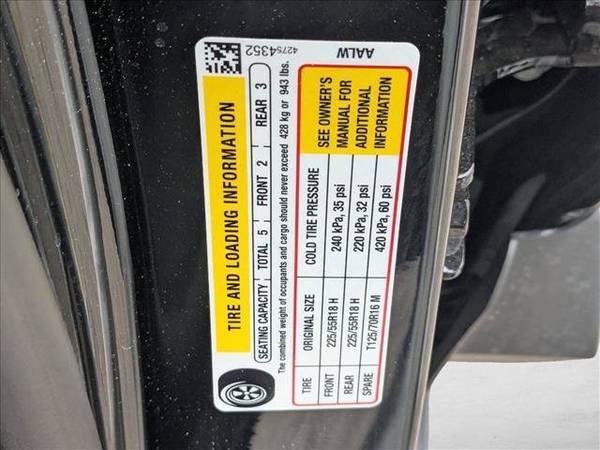 42754352
AALW
TIRE AND LOADING INFORMATION
SEATING CAPACITY TOTAL 5 FRONT 2 REAR 3
The combined weight of occupants and cargo should never exceed 428 kg or 943 lbs.
TIRE ORIGINAL SIZE COLD TIRE PRESSURE SEE OWNER'S
FRONT 225/55R18 H 240 kPa, 35 psi MANUAL FOR
REAR 225/55R18 H 220 kPa, 32 psi ADDITIONAL
SPARE T125/70R16 M 420 kPa, 60 psi INFORMATION